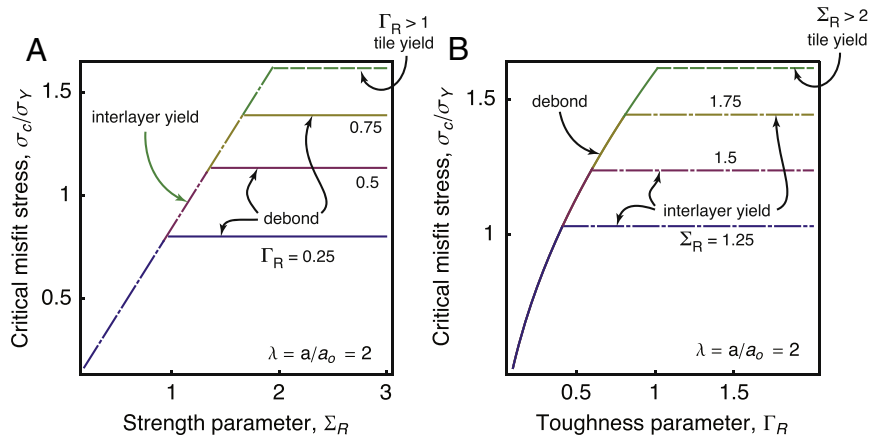 A
Γ_R > 1
tile yield
Critical misfit stress, σ_c/σ_Y
1.5
1
0.5
interlayer yield
0.75
0.5
debond
Γ_R = 0.25
λ = a/a_o = 2
1
2
3
Strength parameter, Σ_R
B
Σ_R > 2
tile yield
Critical misfit stress, σ_c/σ_Y
1.5
1
debond
1.75
1.5
interlayer yield
Σ_R = 1.25
λ = a/a_o = 2
0.5
1
1.5
Toughness parameter, Γ_R